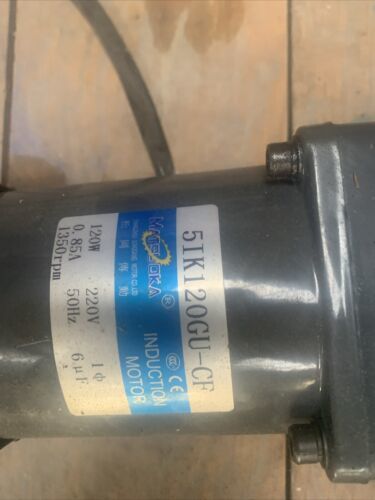 5IK120GU-CF
INDUCTION
MOTOR
CE
120W 220V 1ϕ
0.85A 50Hz 6μF
1350rpm